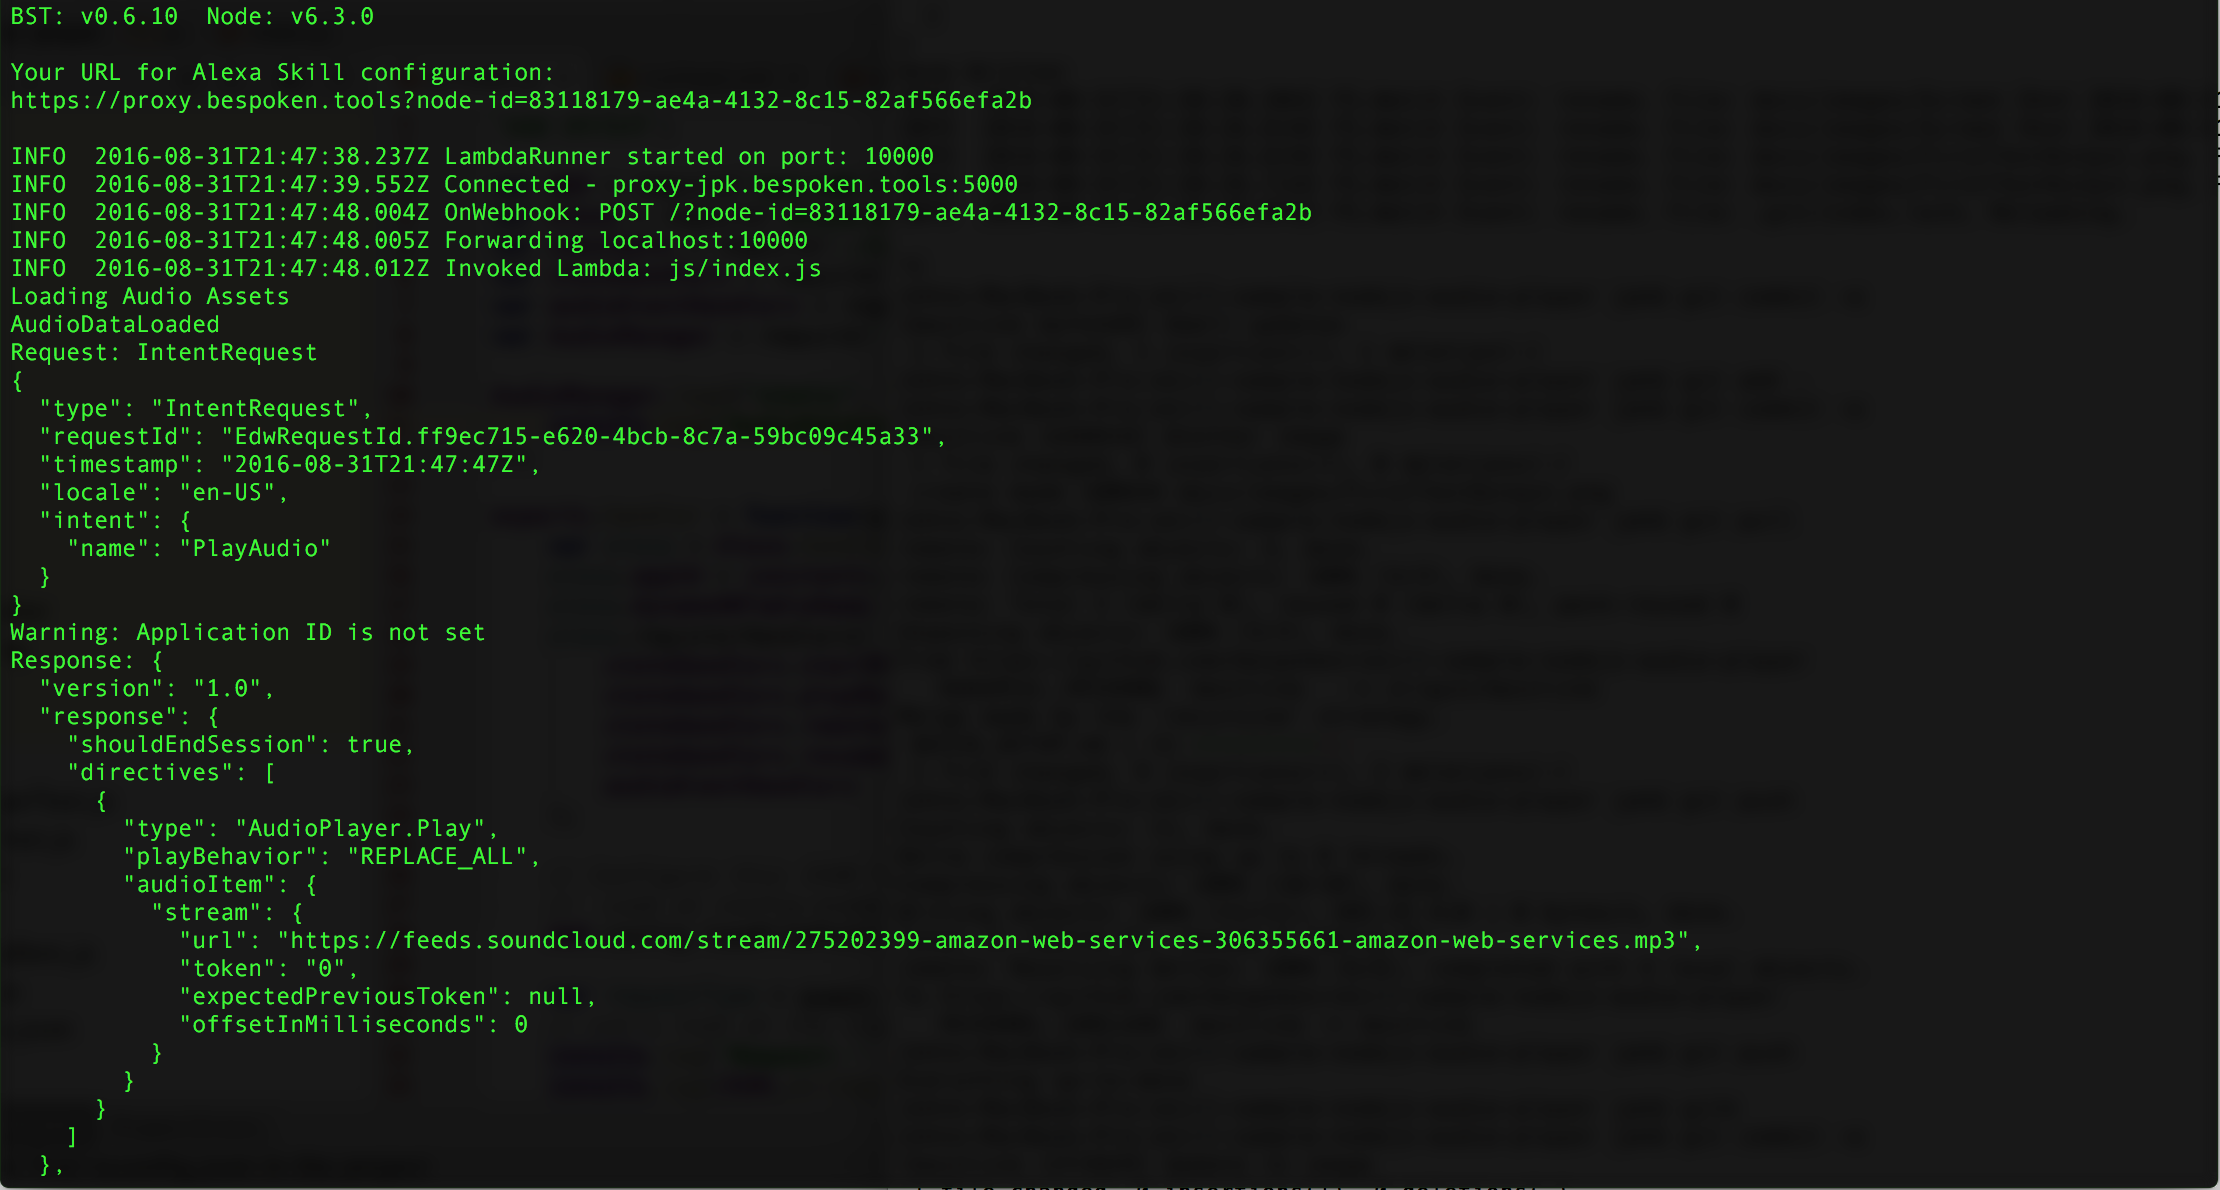 BST: v0.6.10  Node: v6.3.0
Your URL for Alexa Skill configuration:
https://proxy.bespoken.tools?node-id=83118179-ae4a-4132-8c15-82af566efa2b
INFO  2016-08-31T21:47:38.237Z LambdaRunner started on port: 10000
INFO  2016-08-31T21:47:39.552Z Connected - proxy-jpk.bespoken.tools:5000
INFO  2016-08-31T21:47:48.004Z OnWebhook: POST /?node-id=83118179-ae4a-4132-8c15-82af566efa2b
INFO  2016-08-31T21:47:48.005Z Forwarding localhost:10000
INFO  2016-08-31T21:47:48.012Z Invoked Lambda: js/index.js
Loading Audio Assets
AudioDataLoaded
Request: IntentRequest
{
  "type": "IntentRequest",
  "requestId": "EdwRequestId.ff9ec715-e620-4bcb-8c7a-59bc09c45a33",
  "timestamp": "2016-08-31T21:47:47Z",
  "locale": "en-US",
  "intent": {
    "name": "PlayAudio"
  }
}
Warning: Application ID is not set
Response: {
  "version": "1.0",
  "response": {
    "shouldEndSession": true,
    "directives": [
      {
        "type": "AudioPlayer.Play",
        "playBehavior": "REPLACE_ALL",
        "audioItem": {
          "stream": {
            "url": "https://feeds.soundcloud.com/stream/275202399-amazon-web-services-306355661-amazon-web-services.mp3",
            "token": "0",
            "expectedPreviousToken": null,
            "offsetInMilliseconds": 0
          }
        }
      }
    ]
  },